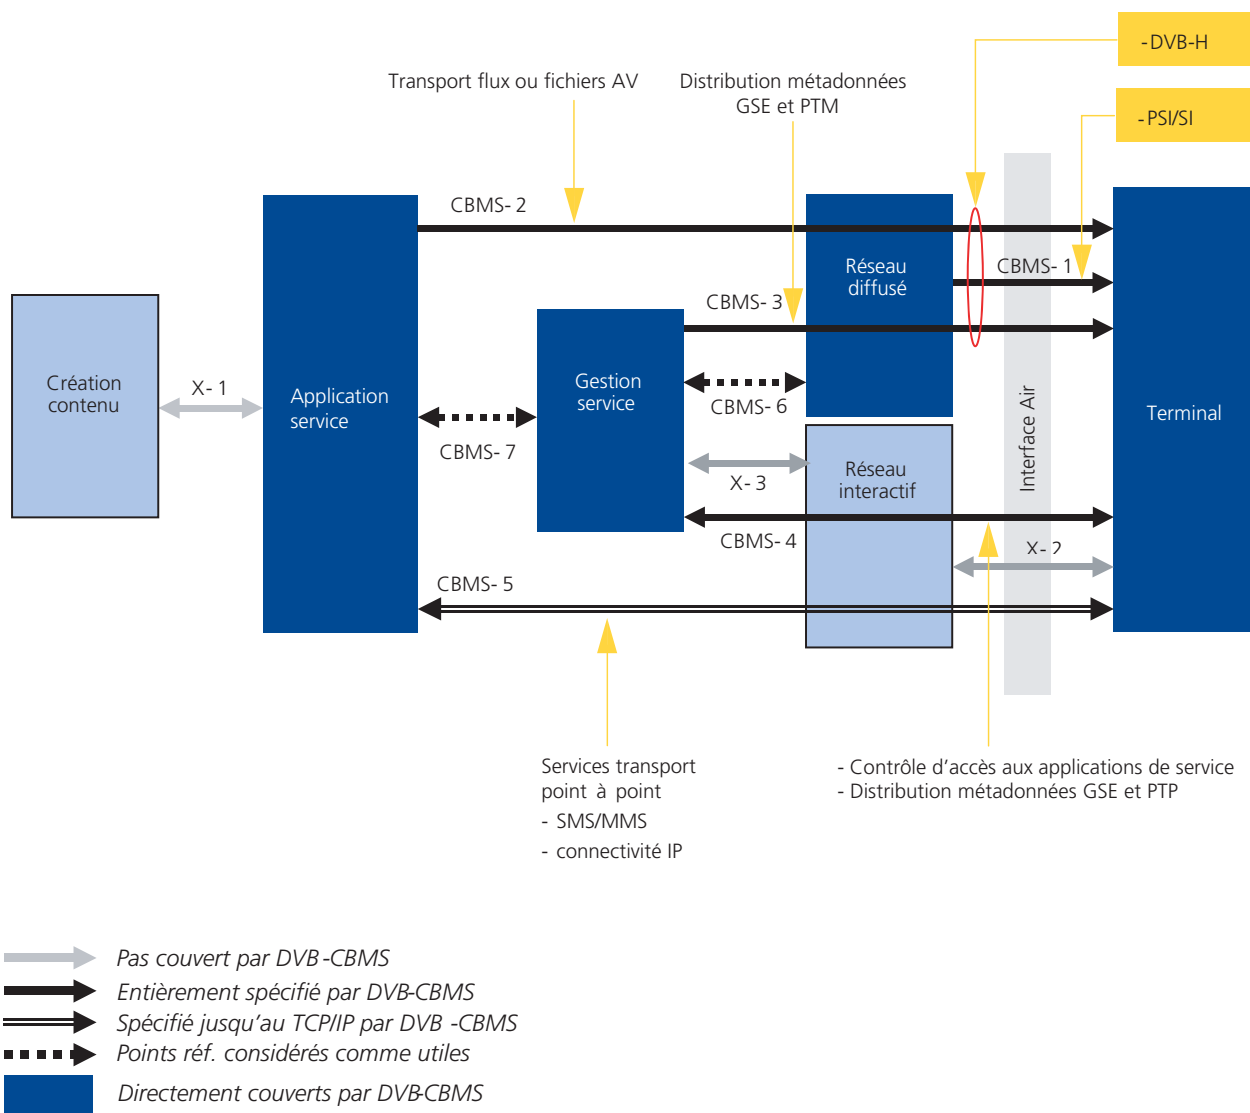 - DVB-H
Transport flux ou fichiers AV
Distribution métadonnées
GSE et PTM
- PSI/SI
CBMS- 2
Réseau
diffusé
CBMS- 1
CBMS- 3
Création
contenu
X- 1
Application
service
Gestion
service
CBMS- 6
Interface Air
Terminal
CBMS- 7
X- 3
Réseau
interactif
CBMS- 4
X- 2
CBMS- 5
Services transport
point à point
- SMS/MMS
- connectivité IP
- Contrôle d’accès aux applications de service
- Distribution métadonnées GSE et PTP
Pas couvert par DVB -CBMS
Entièrement spécifié par DVB-CBMS
Spécifié jusqu’au TCP/IP par DVB -CBMS
Points réf. considérés comme utiles
Directement couverts par DVB-CBMS